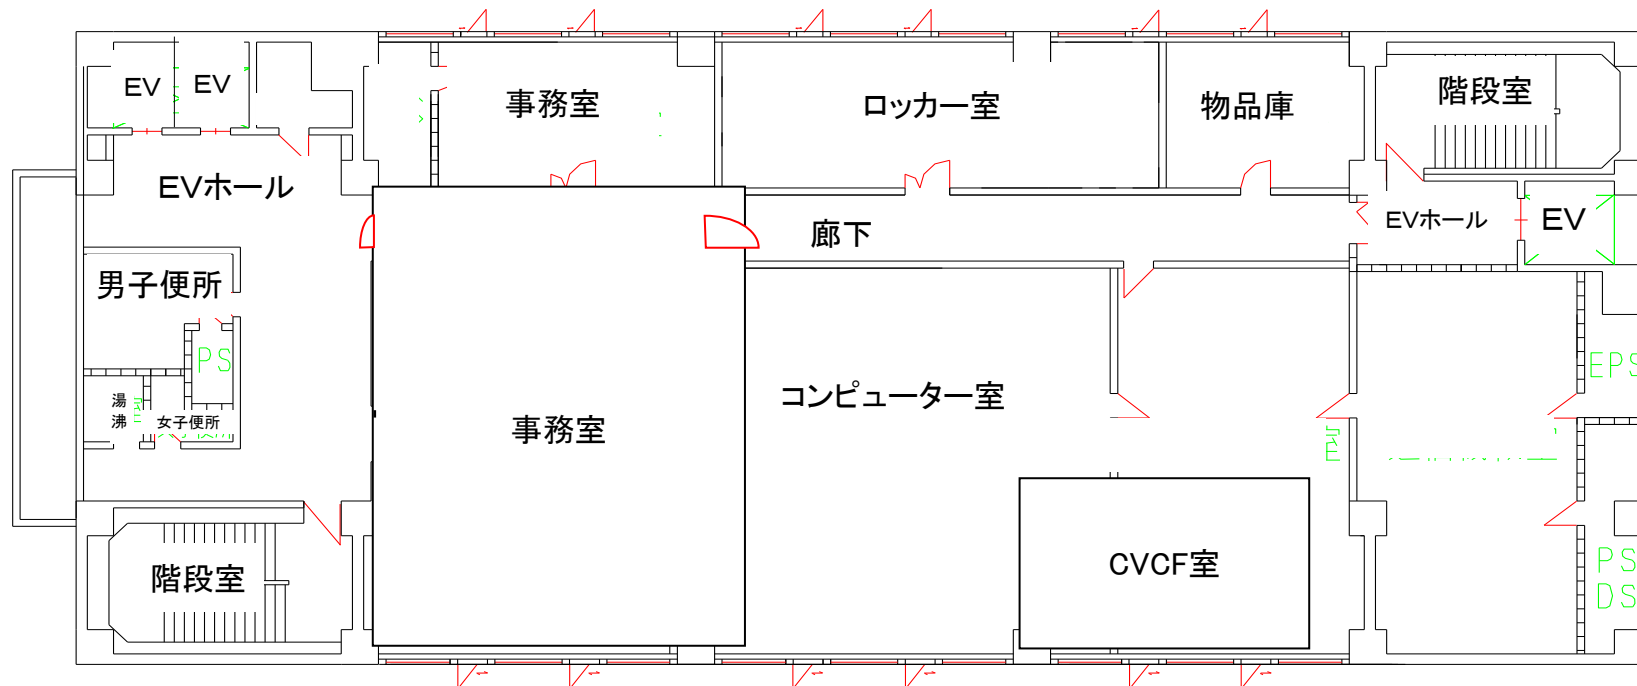 EV
EV
事務室
ロッカー室
物品庫
階段室
EVホール
廊下
EVホール
EV
男子便所
PS
EPS
湯沸
女子便所
コンピューター室
事務室
CVCF室
階段室
PS
DS